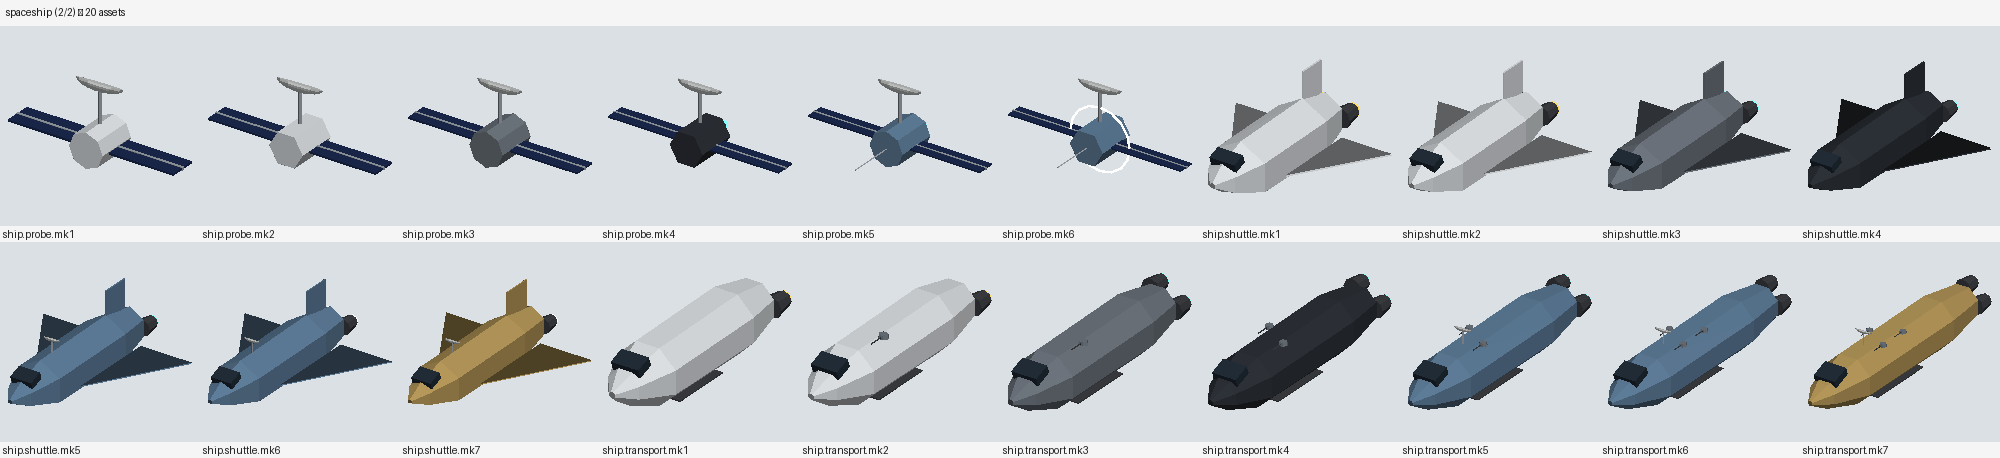 spaceship (2/2) ▯ 20 assets
ship.probe.mk1
ship.probe.mk2
ship.probe.mk3
ship.probe.mk4
ship.probe.mk5
ship.probe.mk6
ship.shuttle.mk1
ship.shuttle.mk2
ship.shuttle.mk3
ship.shuttle.mk4
ship.shuttle.mk5
ship.shuttle.mk6
ship.shuttle.mk7
ship.transport.mk1
ship.transport.mk2
ship.transport.mk3
ship.transport.mk4
ship.transport.mk5
ship.transport.mk6
ship.transport.mk7